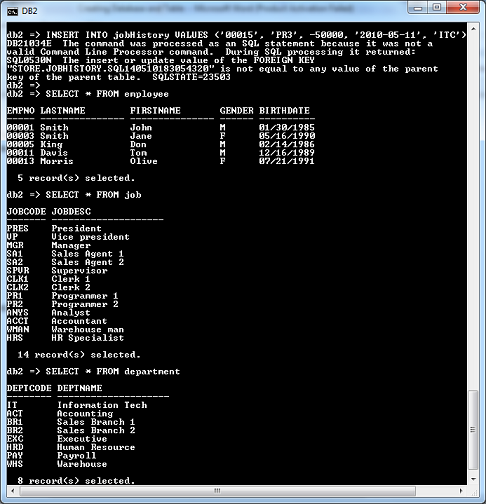 DB2
db2 => INSERT INTO jobHistory VALUES ('00015', 'PR3', -50000, '2010-05-11', 'ITC')
DB21034E  The command was processed as an SQL statement because it was not a
valid Command Line Processor command.  During SQL processing it returned:
SQL0530N  The insert or update value of the FOREIGN KEY
"STORE.JOBHISTORY.SQL140510183054320" is not equal to any value of the parent
key of the parent table.  SQLSTATE=23503
db2 =>
db2 => SELECT * FROM employee
EMPNO LASTNAME        FIRSTNAME       GENDER BIRTHDATE
----- --------------- --------------- ------ ----------
00001 Smith           John            M      01/30/1985
00003 Smith           Jane            F      05/16/1990
00005 King            Don             M      02/14/1986
00011 Davis           Tom             M      12/16/1989
00013 Morris          Olive           F      07/21/1991
5 record(s) selected.
db2 => SELECT * FROM job
JOBCODE JOBDESC
------- --------------------
PRES    President
VP      Vice president
MGR     Manager
SA1     Sales Agent 1
SA2     Sales Agent 2
SPVR    Supervisor
CLK1    Clerk 1
CLK2    Clerk 2
PR1     Programmer 1
PR2     Programmer 2
ANYS    Analyst
ACCT    Accountant
WMAN    Warehouse man
HRS     HR Specialist
14 record(s) selected.
db2 => SELECT * FROM department
DEPTCODE DEPTNAME
-------- --------------------
IT       Information Tech
ACT      Accounting
BR1      Sales Branch 1
BR2      Sales Branch 2
EXC      Executive
HRD      Human Resource
PAY      Payroll
WHS      Warehouse
8 record(s) selected.